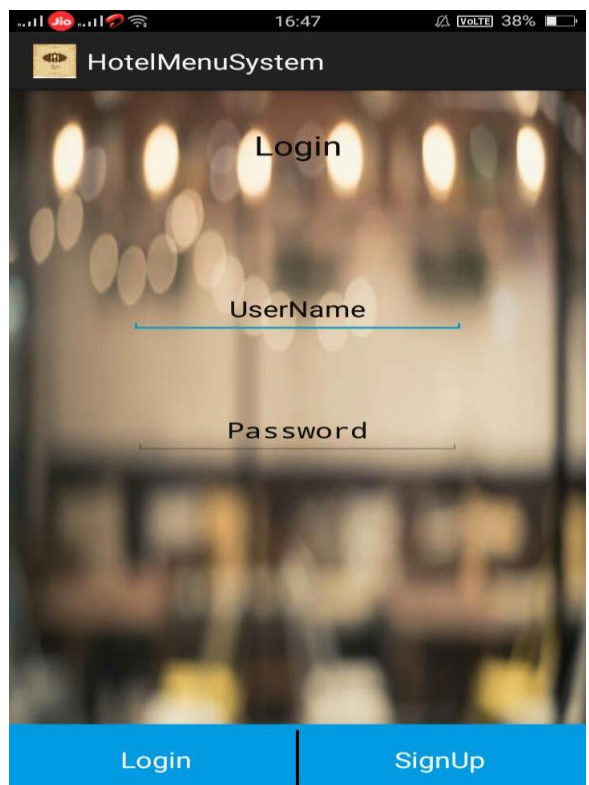 Jio 16:47 VoLTE 38%
HotelMenuSystem
Login
UserName
Password
Login SignUp